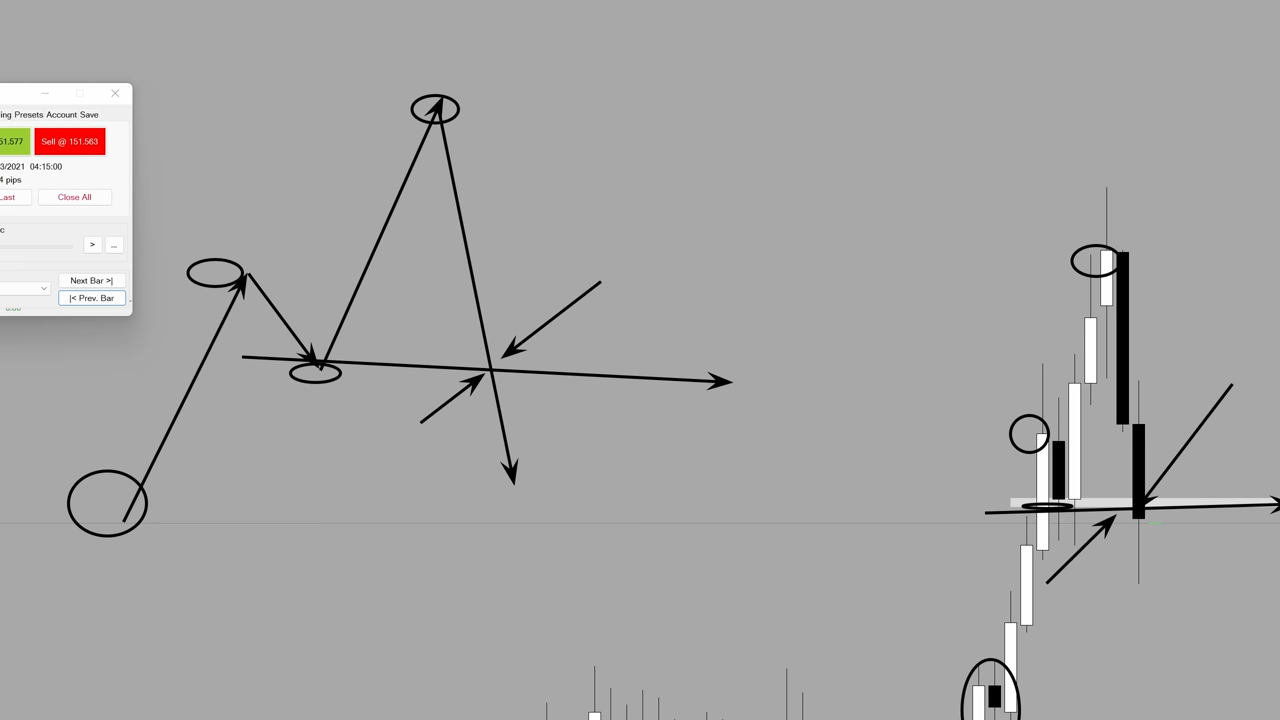 ing Presets Account Save
51.577 Sell @ 151.563
3/2021 04:15:00
4 pips
Last Close All
c
> ...
Next Bar >|
|< Prev. Bar